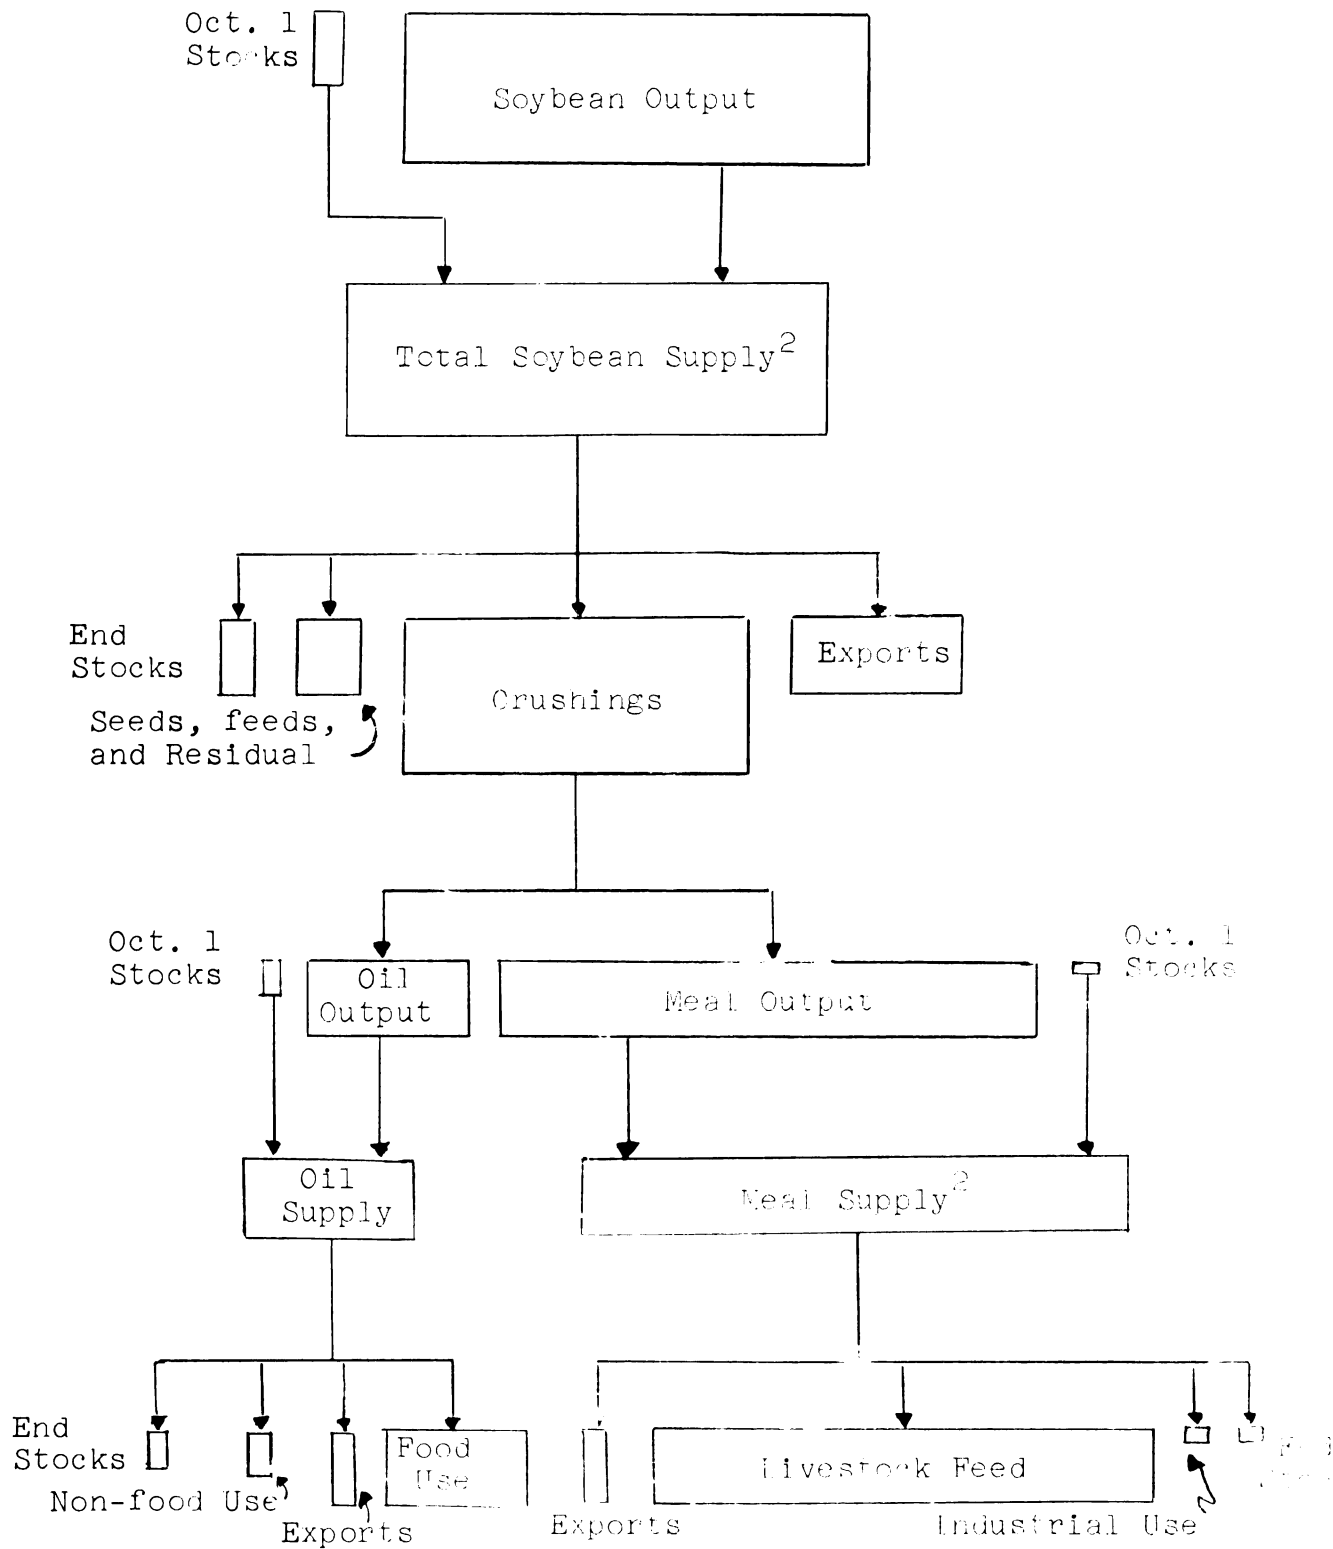 Oct. 1
Stocks
Soybean Output
Total Soybean Supply2
End
Stocks
Seeds, feeds,
and Residual
Crushings
Exports
Oct. 1
Stocks
Oil
Output
Meal Output
Oct. 1
Stocks
Oil
Supply
Meal Supply2
End
Stocks
Non-food Use
Exports
Food
Use
Exports
Livestock Feed
Industrial Use